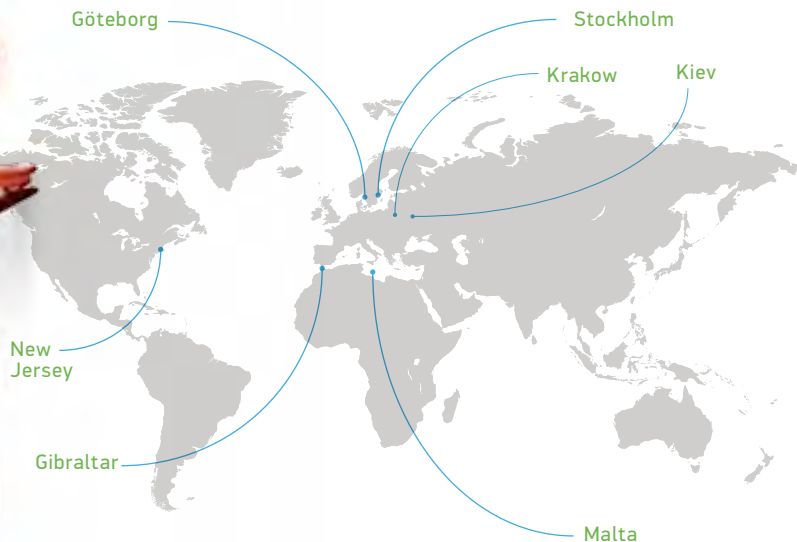 Göteborg
Stockholm
Krakow
Kiev
New
Jersey
Gibraltar
Malta